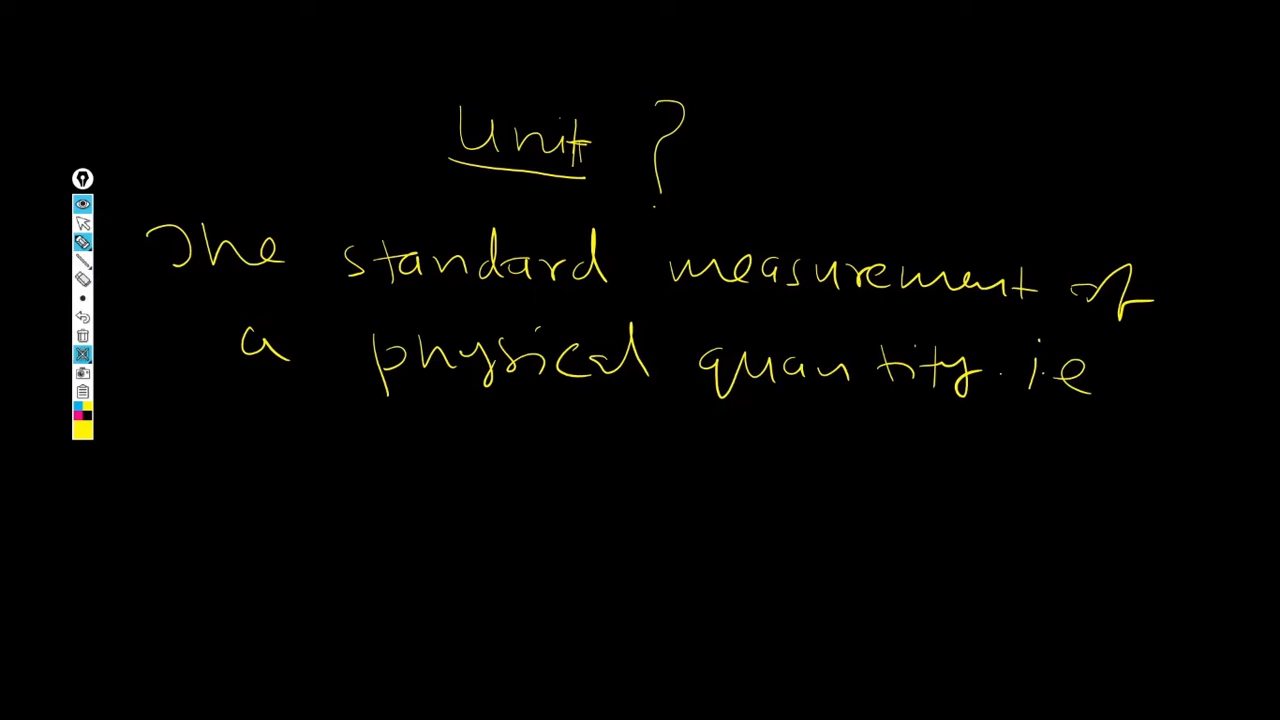 Unit ?
The standard measurement of
a physical quantity. i.e